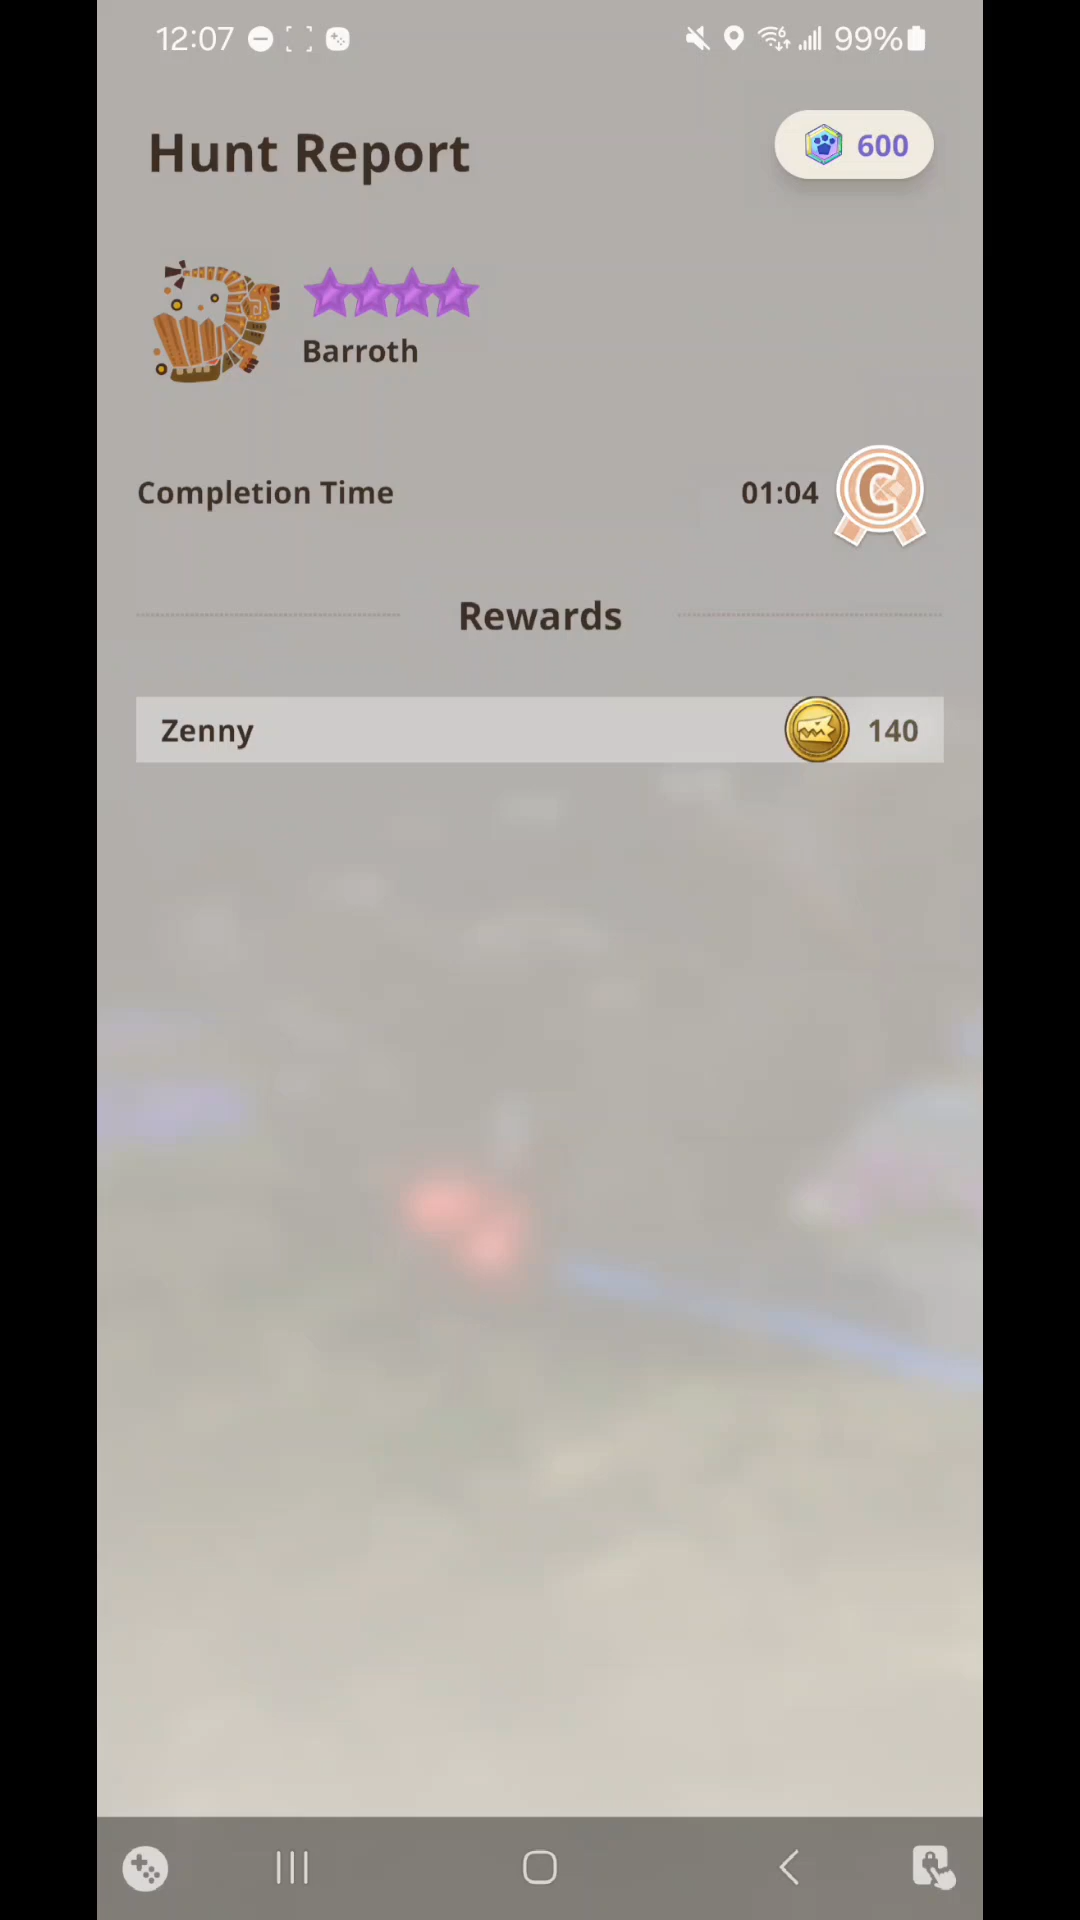 12:07
99%
Hunt Report
600
Barroth
Completion Time 01:04 C
Rewards
Zenny 140